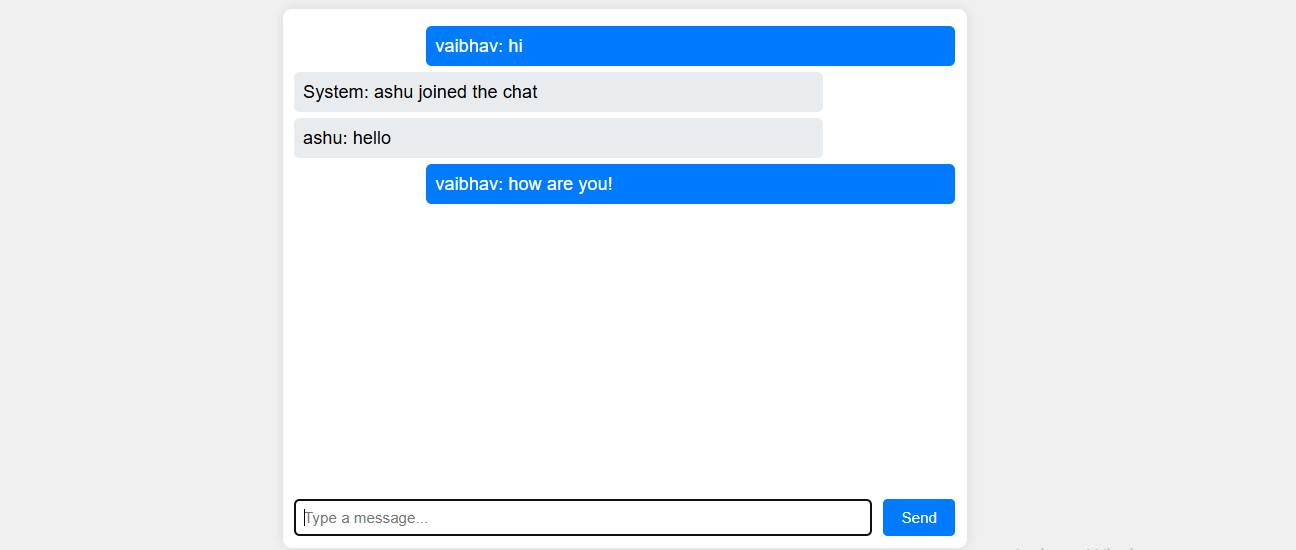 vaibhav: hi
System: ashu joined the chat
ashu: hello
vaibhav: how are you!
Type a message...
Send